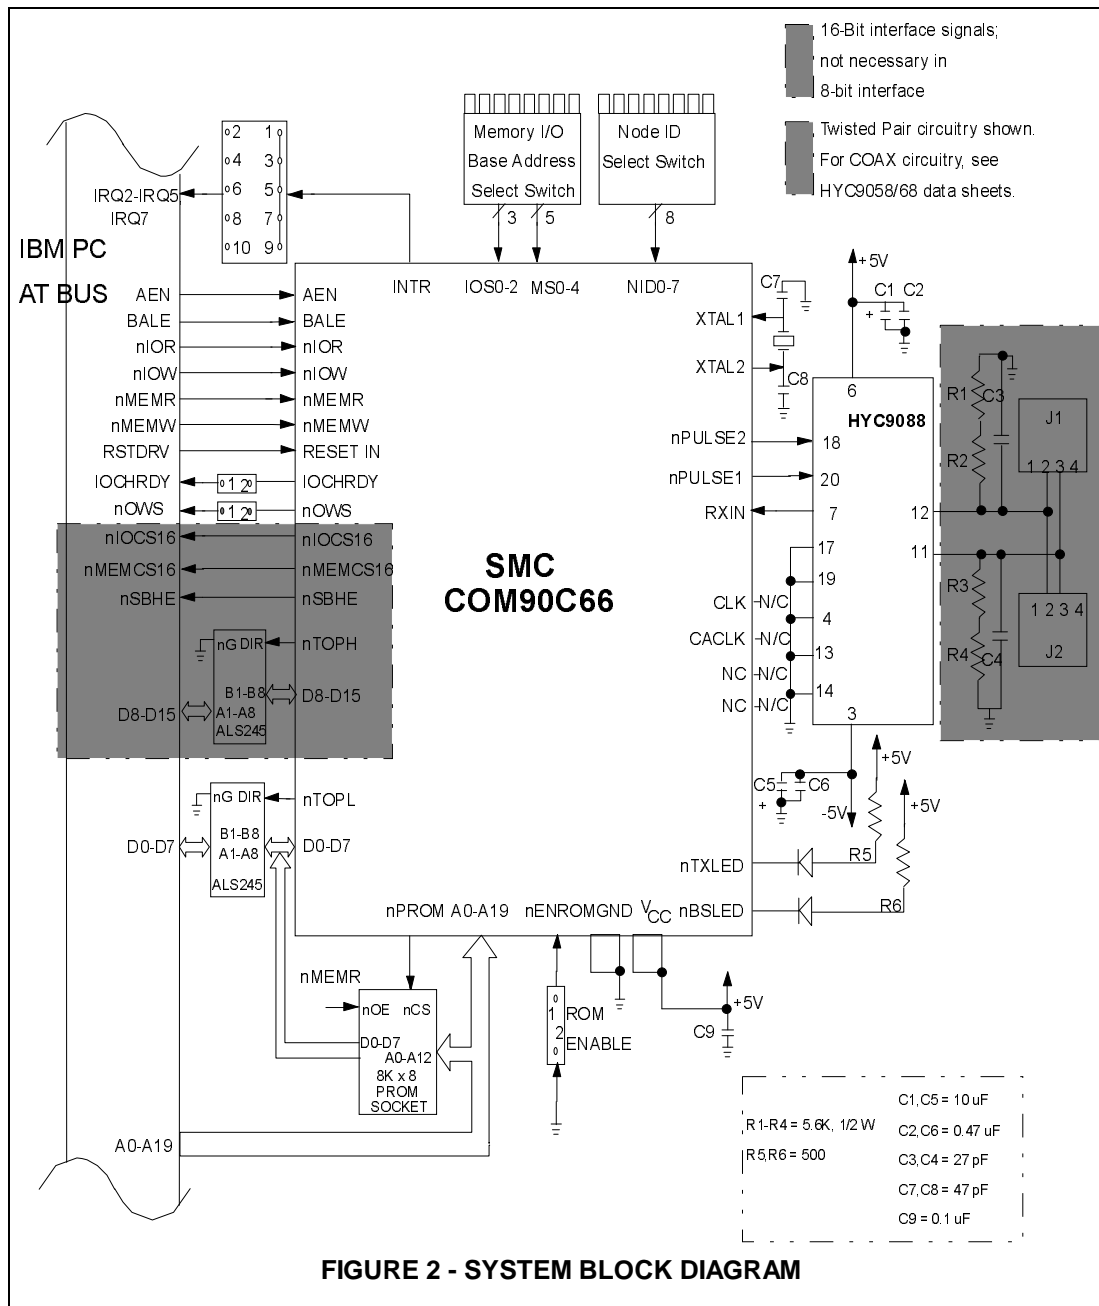 16-Bit interface signals;
not necessary in
8-bit interface
Twisted Pair circuitry shown.
For COAX circuitry, see
HYC9058/68 data sheets.
2 1
4 3
6 5
8 7
10 9
IRQ2-IRQ5
IRQ7
IBM PC
AT BUS
Memory I/O
Base Address
Select Switch
3 5
Node ID
Select Switch
8
INTR IOS0-2 MS0-4 NID0-7
AEN AEN
BALE BALE
nIOR nIOR
nIOW nIOW
nMEMR nMEMR
nMEMW nMEMW
RSTDRV RESET IN
IOCHRDY 1 2 IOCHRDY
nOWS 1 2 nOWS
nIOCS16 nIOCS16
nMEMCS16 nMEMCS16
nSBHE nSBHE
nG DIR nTOPH
B1-B8 D8-D15
D8-D15 A1-A8
ALS245
nG DIR nTOPL
B1-B8
D0-D7 A1-A8 D0-D7
ALS245
SMC
COM90C66
XTAL1
XTAL2
C7
C8
nPULSE2
nPULSE1
RXIN
CLK N/C
CACLK N/C
NC N/C
NC N/C
nTXLED
nBSLED
+5V
C1 C2
+
6
HYC9088
18
20
7 12
17 11
19
4
13
14
3
R1 C3
R2
R3
R4 C4
J1
1 2 3 4
1 2 3 4
J2
C5 C6
+
-5V
+5V
+5V
R5
R6
nPROM A0-A19 nENROM GND VCC
nMEMR
nOE nCS
D0-D7
A0-A12
8K x 8
PROM
SOCKET
1 ROM
2 ENABLE
+5V
C9
A0-A19
R1-R4 = 5.6K, 1/2 W
R5,R6 = 500
C1,C5 = 10 uF
C2,C6 = 0.47 uF
C3,C4 = 27 pF
C7,C8 = 47 pF
C9 = 0.1 uF
FIGURE 2 - SYSTEM BLOCK DIAGRAM